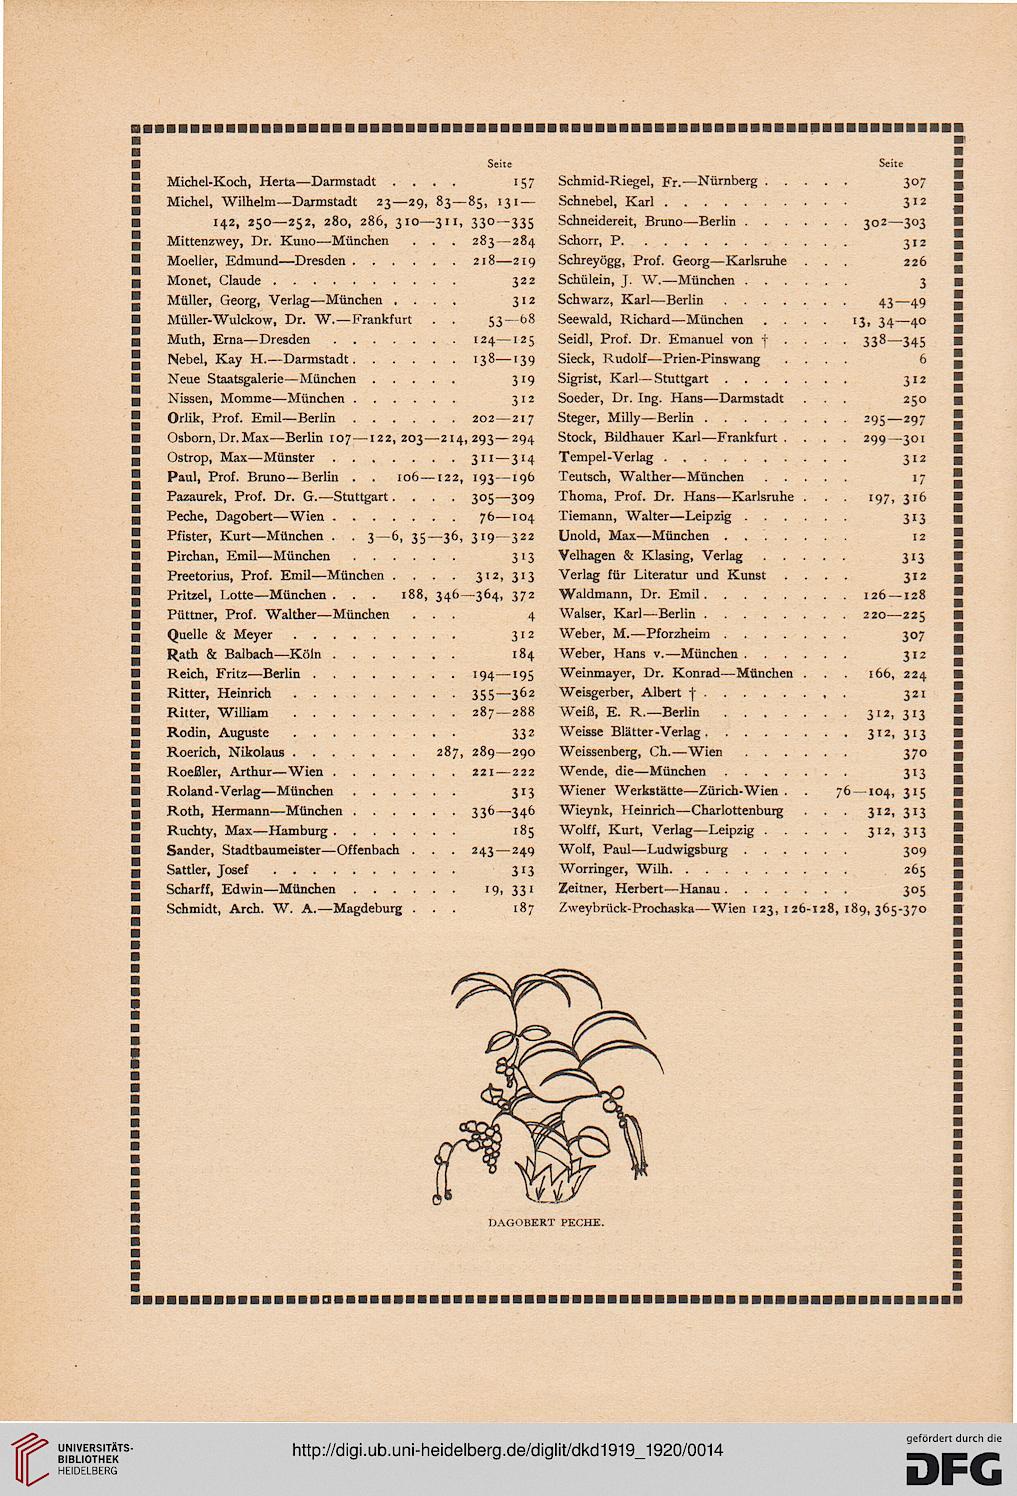 Seite
Michel-Koch, Herta—Darmstadt . . . . 157
Michel, Wilhelm—Darmstadt 23—29, 83—85, 131—
142, 250—252, 280, 286, 310—311, 330—335
Mittenzwey, Dr. Kuno—München . . . 283—284
Moeller, Edmund—Dresden . . . . . . 218—219
Monet, Claude . . . . . . . . . . 322
Müller, Georg, Verlag—München . . . . 312
Müller-Wulckow, Dr. W.—Frankfurt . . 53—68
Muth, Erna—Dresden . . . . . . . 124—125
Nebel, Kay H.—Darmstadt . . . . . . 138—139
Neue Staatsgalerie—München . . . . . 319
Nissen, Momme—München . . . . . . 312
Orlik, Prof. Emil—Berlin . . . . . . 202—217
Osborn, Dr. Max—Berlin 107—122, 203—214, 293—294
Ostrop, Max—Münster . . . . . . . 311—314
Paul, Prof. Bruno—Berlin . . 106—122, 193—196
Pazaurek, Prof. Dr. G.—Stuttgart . . . . 305—309
Peche, Dagobert—Wien . . . . . . . 76—104
Pfister, Kurt—München . . 3—6, 35—36, 319—322
Pirchan, Emil—München . . . . . . 313
Preetorius, Prof. Emil—München . . . . 312, 313
Pritzel, Lotte—München . . . 188, 346—364, 372
Püttner, Prof. Walther—München . . . 4
Quelle & Meyer . . . . . . . . . 312
Rath & Balbach—Köln . . . . . . . 184
Reich, Fritz—Berlin . . . . . . . . 194—195
Ritter, Heinrich . . . . . . . . . 355—362
Ritter, William . . . . . . . . . 287—288
Rodin, Auguste . . . . . . . . . 332
Roerich, Nikolaus . . . . . . . 287, 289—290
Roeßler, Arthur—Wien . . . . . . . 221—222
Roland-Verlag—München . . . . . . 313
Roth, Hermann—München . . . . . . 336—346
Ruchty, Max—Hamburg . . . . . . . 185
Sander, Stadtbaumeister—Offenbach . . . 243—249
Sattler, Josef . . . . . . . . . . 313
Scharff, Edwin—München . . . . . . 19, 331
Schmidt, Arch. W. A.—Magdeburg . . . 187
Seite
Schmid-Riegel, Fr.—Nürnberg . . . . . 307
Schnebel, Karl . . . . . . . . . . 312
Schneidereit, Bruno—Berlin . . . . . . 302—303
Schorr, P. . . . . . . . . . . . 312
Schreyögg, Prof. Georg—Karlsruhe . . . 226
Schülein, J. W.—München . . . . . . 3
Schwarz, Karl—Berlin . . . . . . . 43—49
Seewald, Richard—München . . . . 13, 34—40
Seidl, Prof. Dr. Emanuel von † . . . . 338—345
Sieck, Rudolf—Prien-Pinswang . . . . 6
Sigrist, Karl—Stuttgart . . . . . . . 312
Soeder, Dr. Ing. Hans—Darmstadt . . . 250
Steger, Milly—Berlin . . . . . . . . 295—297
Stock, Bildhauer Karl—Frankfurt . . . . 299—301
Tempel-Verlag . . . . . . . . . . 312
Teutsch, Walther—München . . . . . 17
Thoma, Prof. Dr. Hans—Karlsruhe . . . 197, 316
Tiemann, Walter—Leipzig . . . . . . 313
Unold, Max—München . . . . . . . 12
Velhagen & Klasing, Verlag . . . . . 313
Verlag für Literatur und Kunst . . . . 312
Waldmann, Dr. Emil . . . . . . . . 126—128
Walser, Karl—Berlin . . . . . . . . 220—225
Weber, M.—Pforzheim . . . . . . . 307
Weber, Hans v.—München . . . . . . 312
Weinmayer, Dr. Konrad—München . . . 166, 224
Weisgerber, Albert † . . . . . . . . 321
Weiß, E. R.—Berlin . . . . . . . 312, 313
Weisse Blätter-Verlag . . . . . . . . 312, 313
Weissenberg, Ch.—Wien . . . . . . 370
Wende, die—München . . . . . . . 313
Wiener Werkstätte—Zürich-Wien . . 76—104, 315
Wieynk, Heinrich—Charlottenburg . . . 312, 313
Wolff, Kurt, Verlag—Leipzig . . . . . 312, 313
Wolf, Paul—Ludwigsburg . . . . . . 309
Worringer, Wilh. . . . . . . . . . 265
Zeitner, Herbert—Hanau . . . . . . . 305
Zweybrück-Prochaska—Wien 123, 126-128, 189, 365-370
DAGOBERT PECHE.
UNIVERSITÄTS-
BIBLIOTHEK
HEIDELBERG
http://digi.ub.uni-heidelberg.de/diglit/dkd1919_1920/0014
gefördert durch die
DFG